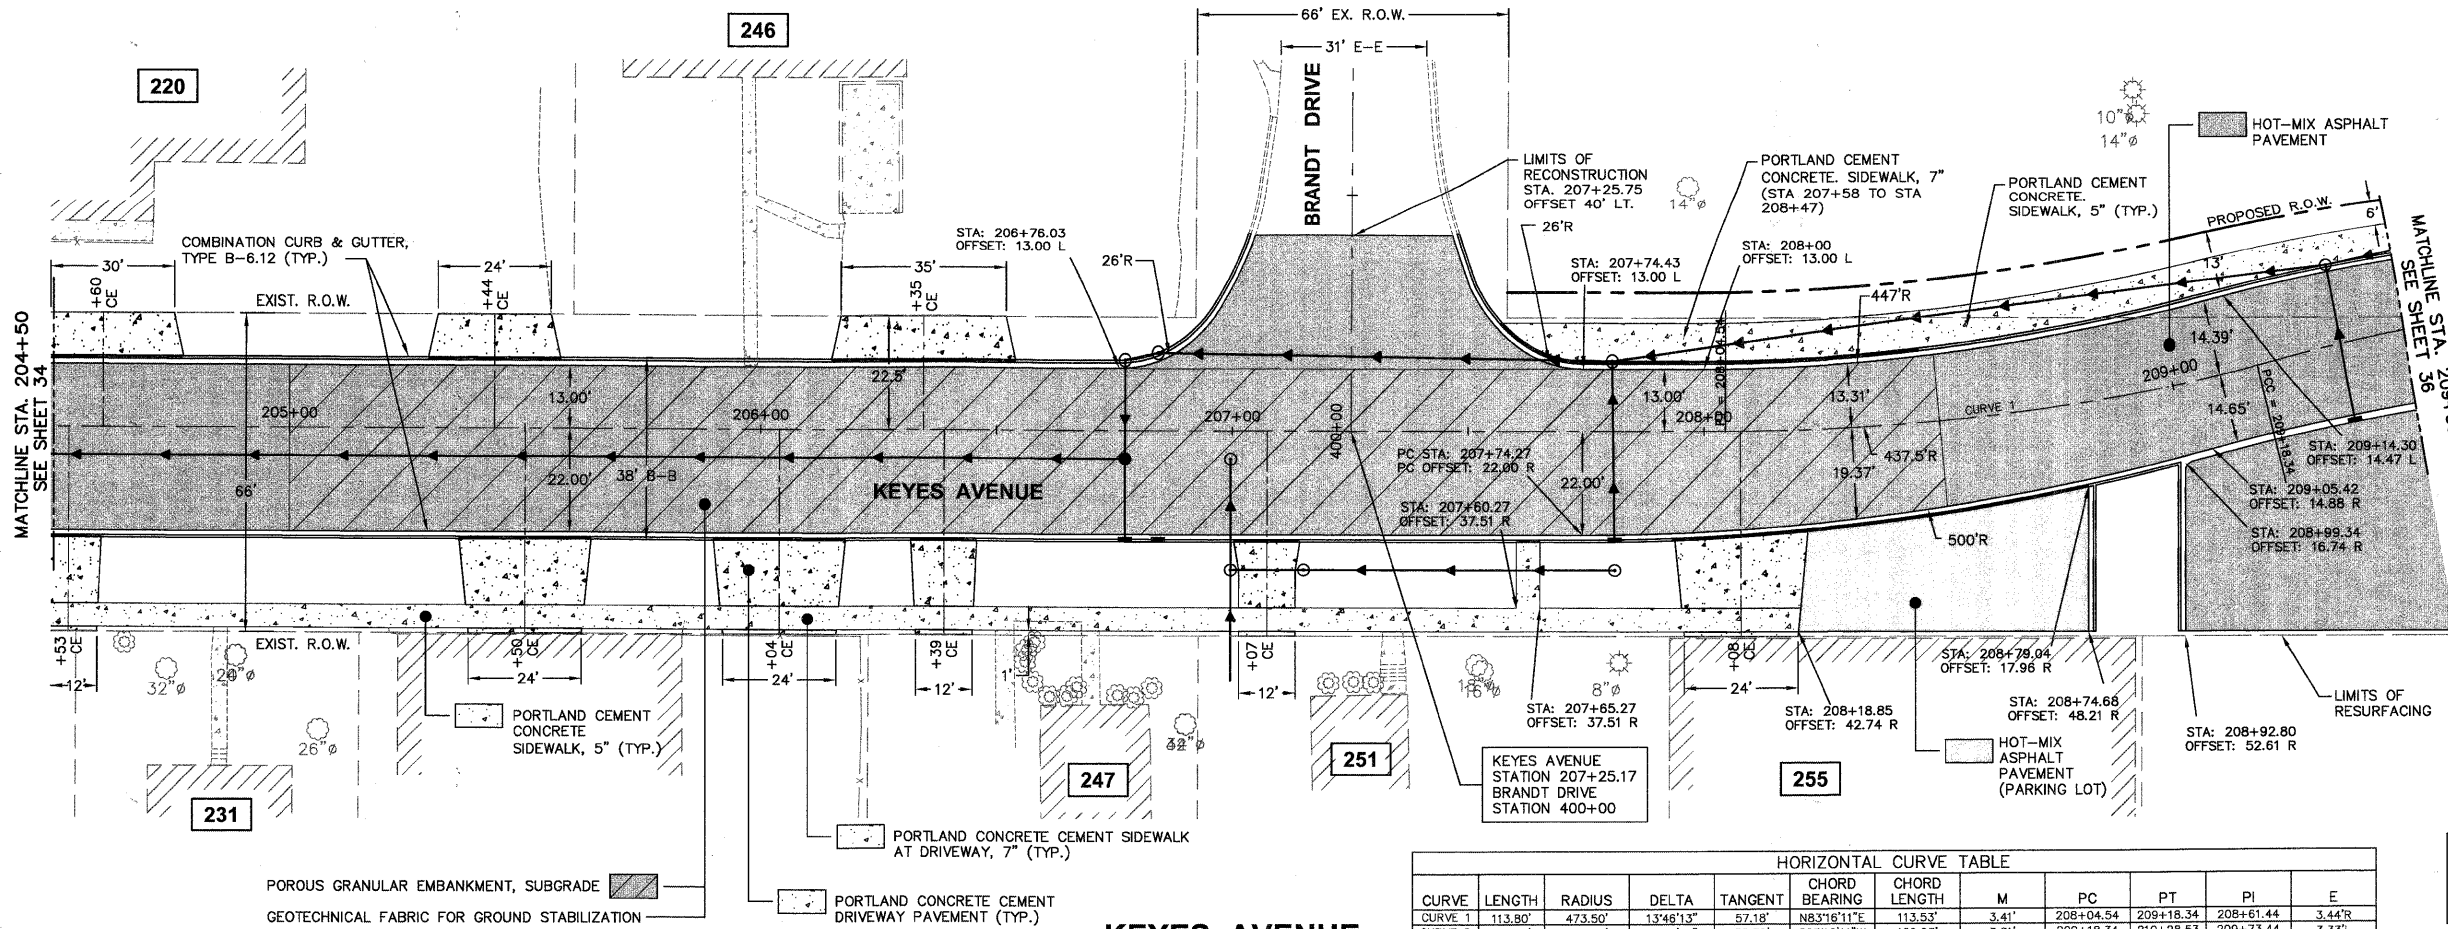 66' EX. R.O.W.
31' E-E
246
220
BRANDT DRIVE
10"ø
14"ø
HOT-MIX ASPHALT
PAVEMENT
LIMITS OF
RECONSTRUCTION
STA. 207+25.75
OFFSET 40' LT.
PORTLAND CEMENT
CONCRETE. SIDEWALK, 7"
(STA 207+58 TO STA
208+47)
14"ø
PORTLAND CEMENT
CONCRETE.
SIDEWALK, 5" (TYP.)
PROPOSED R.O.W.
6'
13'
COMBINATION CURB & GUTTER,
TYPE B-6.12 (TYP.)
STA: 206+76.03
OFFSET: 13.00 L
26'R
26'R
STA: 207+74.43
OFFSET: 13.00 L
STA: 208+00
OFFSET: 13.00 L
447'R
30'
+60
CE
EXIST. R.O.W.
24'
+44
CE
35'
+35
CE
MATCHLINE STA. 204+50
SEE SHEET 34
MATCHLINE STA.
SEE SHEET 36
205+00
13.00'
206+00
22.5'
207+00
400+00
13.00'
208+00
13.31'
CURVE 1
209+00
14.39'
14.65'
PCC = 209+18.34
66'
22.00'
38' B-B
KEYES AVENUE
PC STA: 207+74.27
PC OFFSET: 22.00 R
22.00'
19.37'
437.5'R
STA: 207+60.27
OFFSET: 37.51 R
500'R
STA: 209+14.30
OFFSET: 14.47 L
STA: 209+05.42
OFFSET: 14.88 R
STA: 208+99.34
OFFSET: 16.74 R
+53
CE
12'
EXIST. R.O.W.
+50
CE
24'
+04
CE
24'
+39
CE
12'
1'
+07
CE
12'
+08
CE
24'
32"ø
26"ø
8"ø
STA: 208+79.04
OFFSET: 17.96 R
STA: 207+65.27
OFFSET: 37.51 R
STA: 208+18.85
OFFSET: 42.74 R
STA: 208+74.68
OFFSET: 48.21 R
STA: 208+92.80
OFFSET: 52.61 R
LIMITS OF
RESURFACING
PORTLAND CEMENT
CONCRETE
SIDEWALK, 5" (TYP.)
HOT-MIX
ASPHALT
PAVEMENT
(PARKING LOT)
231
247
251
255
KEYES AVENUE
STATION 207+25.17
BRANDT DRIVE
STATION 400+00
PORTLAND CONCRETE CEMENT SIDEWALK
AT DRIVEWAY, 7" (TYP.)
POROUS GRANULAR EMBANKMENT, SUBGRADE
GEOTECHNICAL FABRIC FOR GROUND STABILIZATION
PORTLAND CONCRETE CEMENT
DRIVEWAY PAVEMENT (TYP.)
KEYES AVENUE
HORIZONTAL CURVE TABLE
CURVE LENGTH RADIUS DELTA TANGENT CHORD BEARING CHORD LENGTH M PC PT PI E
CURVE 1 113.80' 473.50' 13°46'13" 57.18' N83°16'11"E 113.53' 3.41' 208+04.54 209+18.34 208+61.44 3.44'R